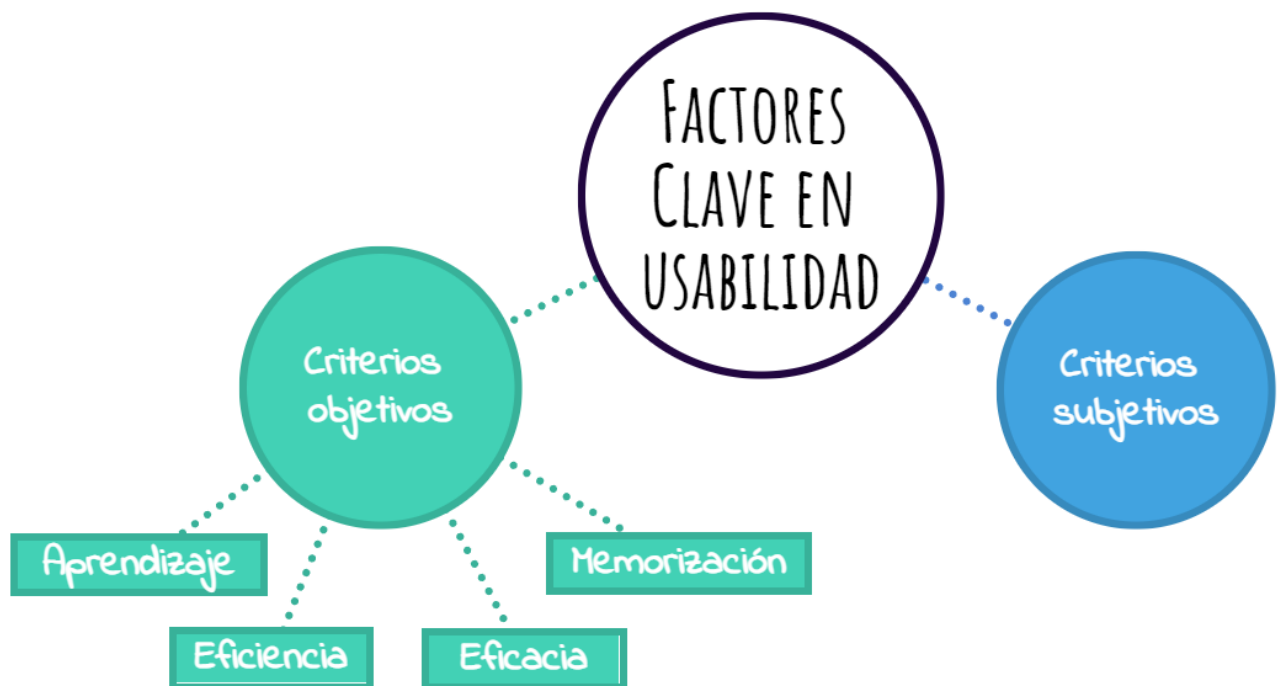 FACTORES
CLAVE EN
USABILIDAD
Criterios
objetivos
Criterios
subjetivos
Aprendizaje
Memorización
Eficiencia
Eficacia